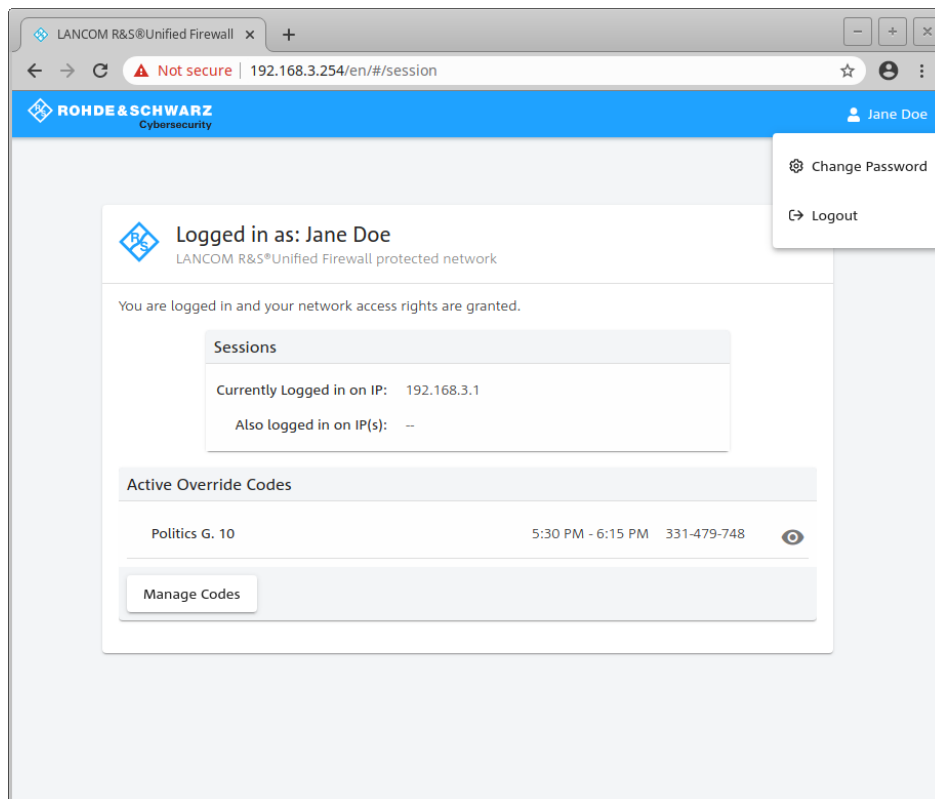 LANCOM R&S®Unified Firewall
Not secure | 192.168.3.254/en/#/session
ROHDE&SCHWARZ
Cybersecurity
Jane Doe
Change Password
Logout
Logged in as: Jane Doe
LANCOM R&S®Unified Firewall protected network
You are logged in and your network access rights are granted.
Sessions
Currently Logged in on IP: 192.168.3.1
Also logged in on IP(s): --
Active Override Codes
Politics G. 10 5:30 PM - 6:15 PM 331-479-748
Manage Codes